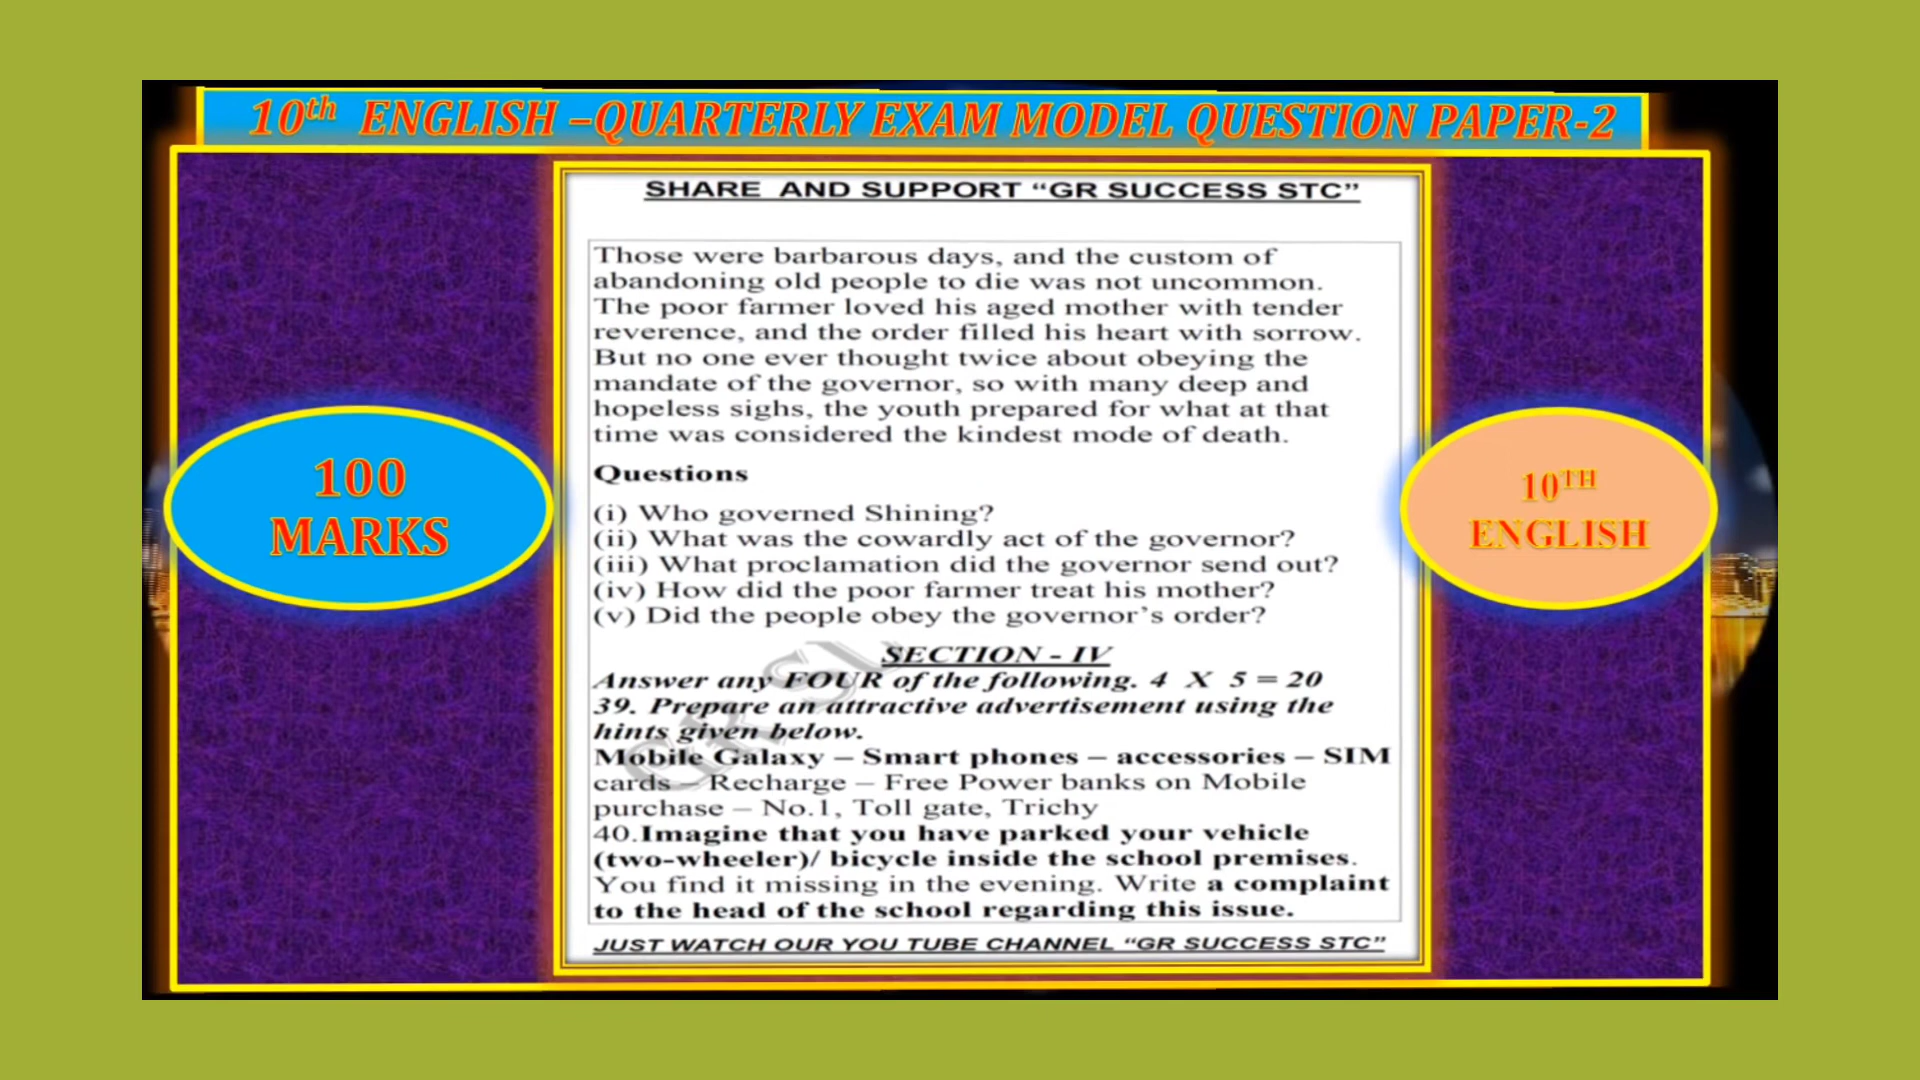 10th ENGLISH –QUARTERLY EXAM MODEL QUESTION PAPER-2
SHARE AND SUPPORT “GR SUCCESS STC”
Those were barbarous days, and the custom of
abandoning old people to die was not uncommon.
The poor farmer loved his aged mother with tender
reverence, and the order filled his heart with sorrow.
But no one ever thought twice about obeying the
mandate of the governor, so with many deep and
hopeless sighs, the youth prepared for what at that
time was considered the kindest mode of death.
Questions
(i) Who governed Shining?
(ii) What was the cowardly act of the governor?
(iii) What proclamation did the governor send out?
(iv) How did the poor farmer treat his mother?
(v) Did the people obey the governor’s order?
SECTION - IV
Answer any FOUR of the following. 4 X 5 = 20
39. Prepare an attractive advertisement using the
hints given below.
Mobile Galaxy – Smart phones – accessories – SIM
cards – Recharge – Free Power banks on Mobile
purchase – No.1, Toll gate, Trichy
40.Imagine that you have parked your vehicle
(two-wheeler)/ bicycle inside the school premises.
You find it missing in the evening. Write a complaint
to the head of the school regarding this issue.
JUST WATCH OUR YOU TUBE CHANNEL “GR SUCCESS STC”
100
MARKS
10TH
ENGLISH